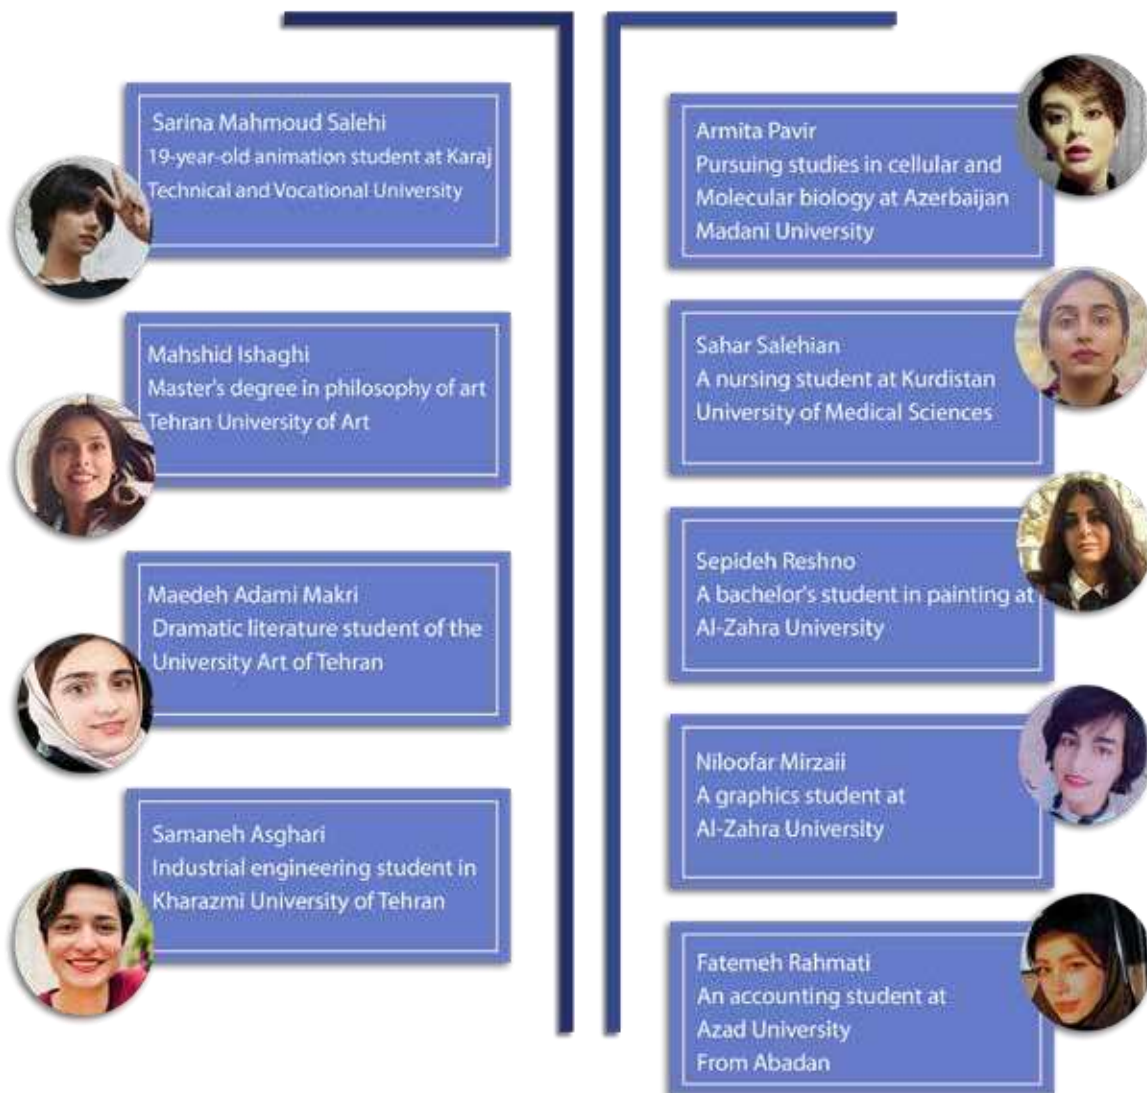 Sarina Mahmoud Salehi
19-year-old animation student at Karaj
Technical and Vocational University
Mahshid Ishaghi
Master's degree in philosophy of art
Tehran University of Art
Maedeh Adami Makri
Dramatic literature student of the
University Art of Tehran
Samaneh Asghari
Industrial engineering student in
Kharazmi University of Tehran
Armita Pavir
Pursuing studies in cellular and
Molecular biology at Azerbaijan
Madani University
Sahar Salehian
A nursing student at Kurdistan
University of Medical Sciences
Sepideh Reshno
A bachelor's student in painting at
Al-Zahra University
Niloofar Mirzaii
A graphics student at
Al-Zahra University
Fatemeh Rahmati
An accounting student at
Azad University
From Abadan